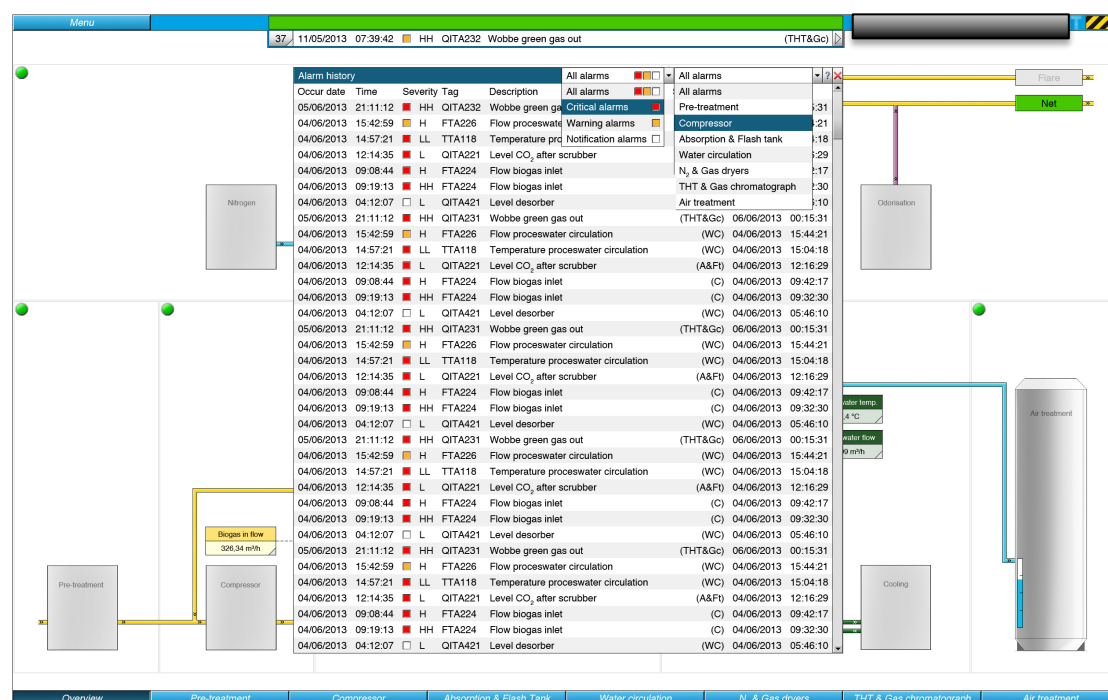 Menu
T
37 11/05/2013 07:39:42 HH QITA232 Wobbe green gas out (THT&Gc)
Alarm history All alarms All alarms ?
Occur date Time Severity Tag Description All alarms All alarms
05/06/2013 21:11:12 HH QITA232 Wobbe green ga Critical alarms Pre-treatment 5:31
04/06/2013 15:42:59 H FTA226 Flow proceswate Warning alarms Compressor 4:21
04/06/2013 14:57:21 LL TTA118 Temperature proc Notification alarms Absorption & Flash tank 4:18
04/06/2013 12:14:35 L QITA221 Level CO₂ after scrubber Water circulation 6:29
04/06/2013 09:08:44 H FTA224 Flow biogas inlet N₂ & Gas dryers 2:17
04/06/2013 09:19:13 HH FTA224 Flow biogas inlet THT & Gas chromatograph 2:30
04/06/2013 04:12:07 L QITA421 Level desorber Air treatment 6:10
05/06/2013 21:11:12 HH QITA231 Wobbe green gas out (THT&Gc) 06/06/2013 00:15:31
04/06/2013 15:42:59 H FTA226 Flow proceswater circulation (WC) 04/06/2013 15:44:21
04/06/2013 14:57:21 LL TTA118 Temperature proceswater circulation (WC) 04/06/2013 15:04:18
04/06/2013 12:14:35 L QITA221 Level CO₂ after scrubber (A&Ft) 04/06/2013 12:16:29
04/06/2013 09:08:44 H FTA224 Flow biogas inlet (C) 04/06/2013 09:42:17
04/06/2013 09:19:13 HH FTA224 Flow biogas inlet (C) 04/06/2013 09:32:30
04/06/2013 04:12:07 L QITA421 Level desorber (WC) 04/06/2013 05:46:10
05/06/2013 21:11:12 HH QITA231 Wobbe green gas out (THT&Gc) 06/06/2013 00:15:31
04/06/2013 15:42:59 H FTA226 Flow proceswater circulation (WC) 04/06/2013 15:44:21
04/06/2013 14:57:21 LL TTA118 Temperature proceswater circulation (WC) 04/06/2013 15:04:18
04/06/2013 12:14:35 L QITA221 Level CO₂ after scrubber (A&Ft) 04/06/2013 12:16:29
04/06/2013 09:08:44 H FTA224 Flow biogas inlet (C) 04/06/2013 09:42:17
04/06/2013 09:19:13 HH FTA224 Flow biogas inlet (C) 04/06/2013 09:32:30
04/06/2013 04:12:07 L QITA421 Level desorber (WC) 04/06/2013 05:46:10
05/06/2013 21:11:12 HH QITA231 Wobbe green gas out (THT&Gc) 06/06/2013 00:15:31
04/06/2013 15:42:59 H FTA226 Flow proceswater circulation (WC) 04/06/2013 15:44:21
04/06/2013 14:57:21 LL TTA118 Temperature proceswater circulation (WC) 04/06/2013 15:04:18
04/06/2013 12:14:35 L QITA221 Level CO₂ after scrubber (A&Ft) 04/06/2013 12:16:29
04/06/2013 09:08:44 H FTA224 Flow biogas inlet (C) 04/06/2013 09:42:17
04/06/2013 09:19:13 HH FTA224 Flow biogas inlet (C) 04/06/2013 09:32:30
04/06/2013 04:12:07 L QITA421 Level desorber (WC) 04/06/2013 05:46:10
05/06/2013 21:11:12 HH QITA231 Wobbe green gas out (THT&Gc) 06/06/2013 00:15:31
04/06/2013 15:42:59 H FTA226 Flow proceswater circulation (WC) 04/06/2013 15:44:21
04/06/2013 14:57:21 LL TTA118 Temperature proceswater circulation (WC) 04/06/2013 15:04:18
04/06/2013 12:14:35 L QITA221 Level CO₂ after scrubber (A&Ft) 04/06/2013 12:16:29
04/06/2013 09:08:44 H FTA224 Flow biogas inlet (C) 04/06/2013 09:42:17
04/06/2013 09:19:13 HH FTA224 Flow biogas inlet (C) 04/06/2013 09:32:30
04/06/2013 04:12:07 L QITA421 Level desorber (WC) 04/06/2013 05:46:10
Flare
Net
Nitrogen
Odorisation
water temp.
,4 °C
water flow
99 m³/h
Air treatment
Biogas in flow
326,34 m³/h
Pre-treatment
Compressor
Cooling
Overview Pre-treatment Compressor Absorption & Flash Tank Water circulation N₂ & Gas dryers THT & Gas chromatograph Air treatment